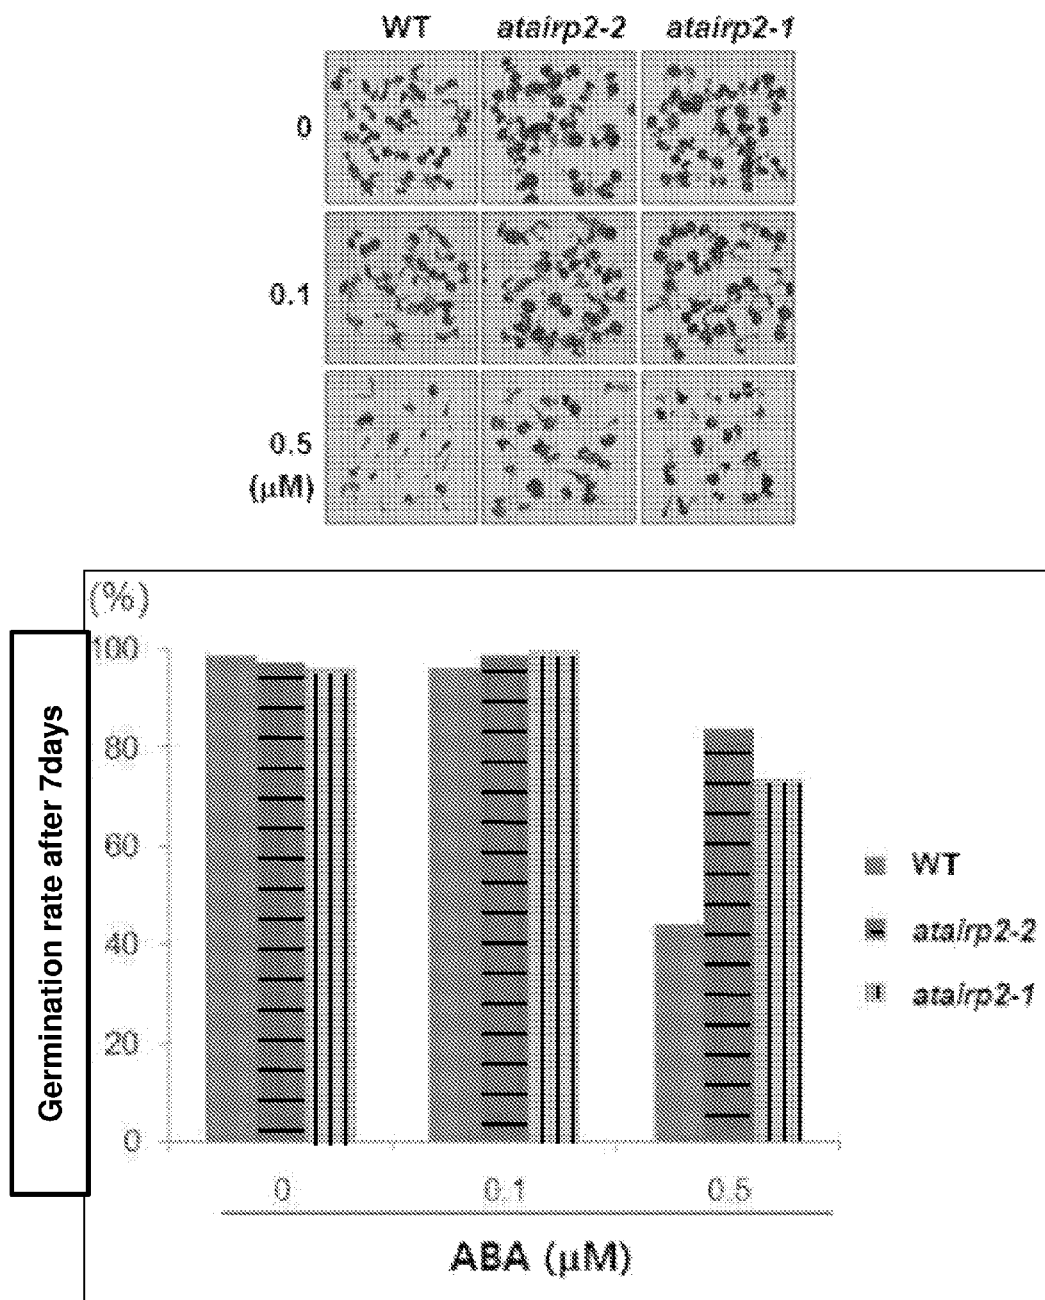 WT atairp2-2 atairp2-1
0
0.1
0.5
(μM)
(%)
100
80
60
40
20
0
Germination rate after 7days
WT
atairp2-2
atairp2-1
0 0.1 0.5
ABA (μM)